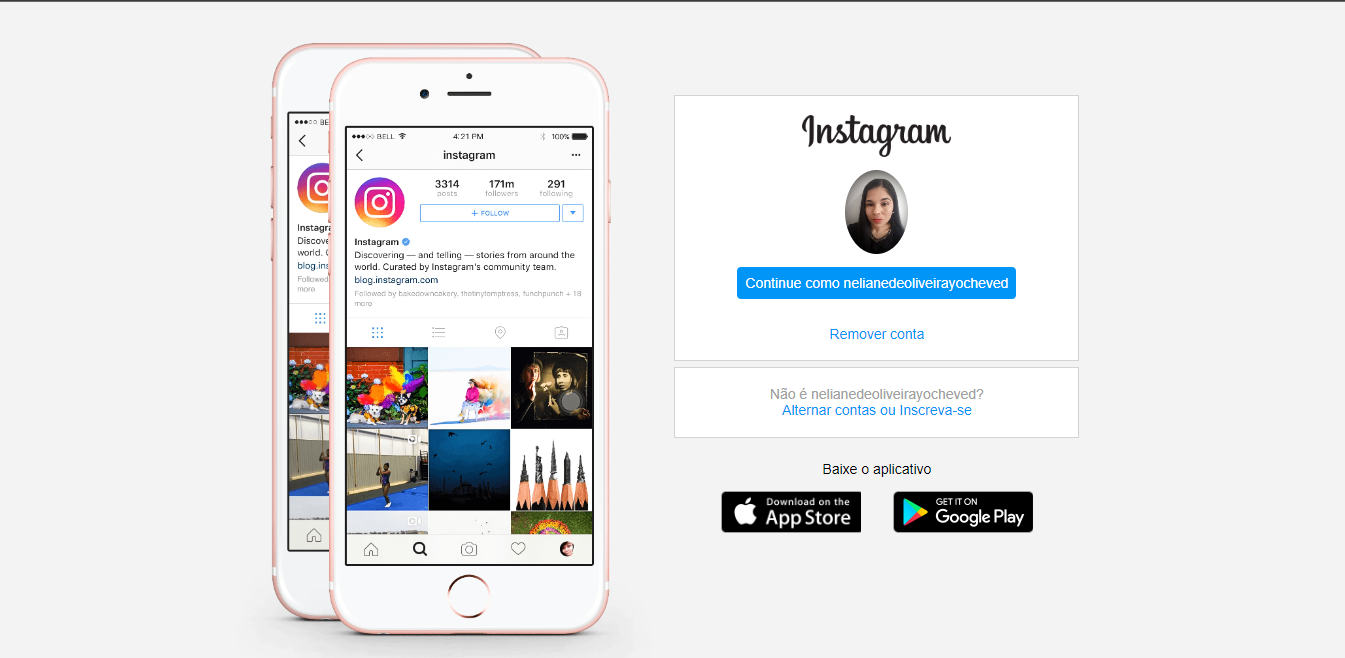 BE
Instagra
Discove
world. C
blog.ins
Followed
more
BELL
4:21 PM
100%
instagram
3314
171m
291
posts
followers
following
+ FOLLOW
Instagram
Discovering — and telling — stories from around the
world. Curated by Instagram's community team.
blog.instagram.com
Followed by bakedowncakery, thetinytemptress, funchpunch + 18
more
Instagram
Continue como nelianedeoliveirayocheved
Remover conta
Não é nelianedeoliveirayocheved?
Alternar contas ou Inscreva-se
Baixe o aplicativo
Download on the
App Store
GET IT ON
Google Play